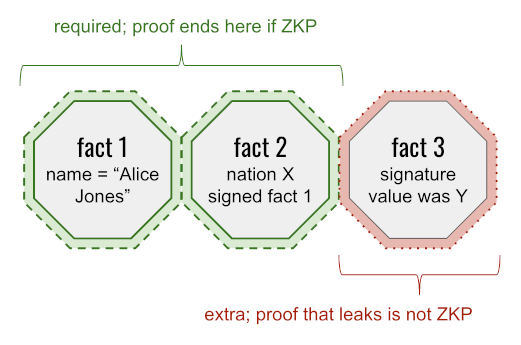 required; proof ends here if ZKP
fact 1
name = “Alice
Jones”
fact 2
nation X
signed fact 1
fact 3
signature
value was Y
extra; proof that leaks is not ZKP